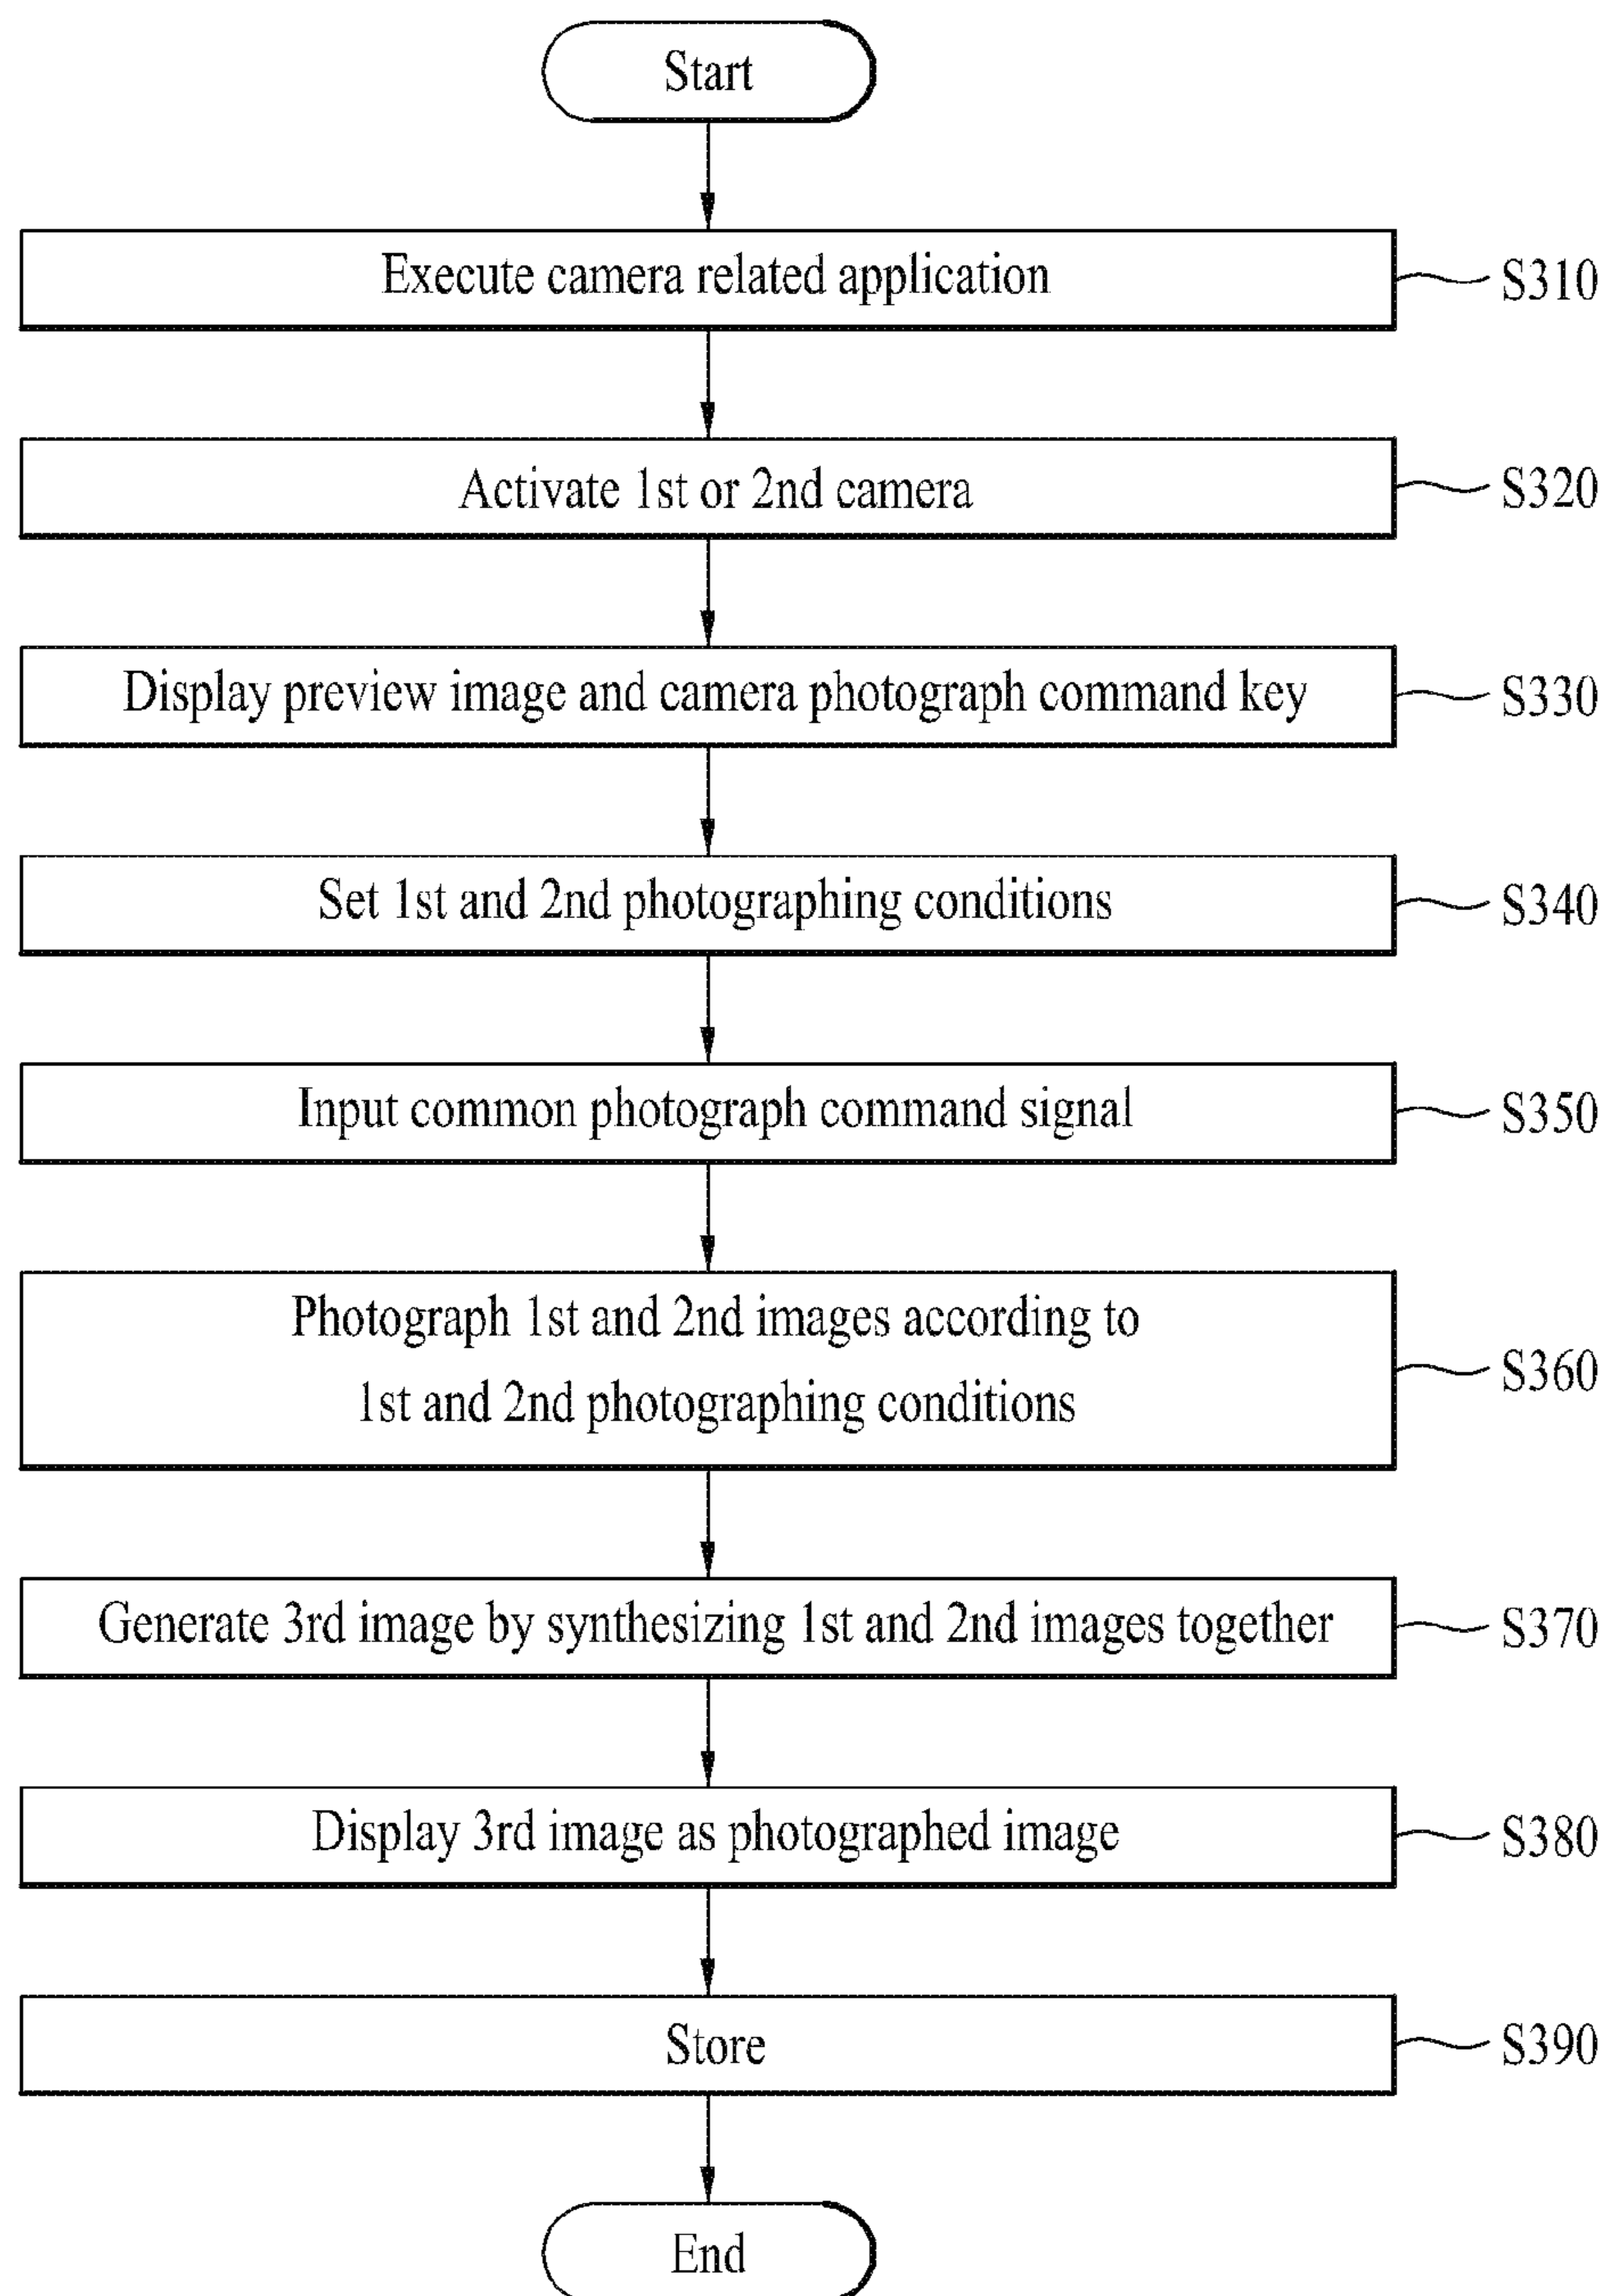 Start
Execute camera related application
S310
Activate 1st or 2nd camera
S320
Display preview image and camera photograph command key
S330
Set 1st and 2nd photographing conditions
S340
Input common photograph command signal
S350
Photograph 1st and 2nd images according to
1st and 2nd photographing conditions
S360
Generate 3rd image by synthesizing 1st and 2nd images together
S370
Display 3rd image as photographed image
S380
Store
S390
End